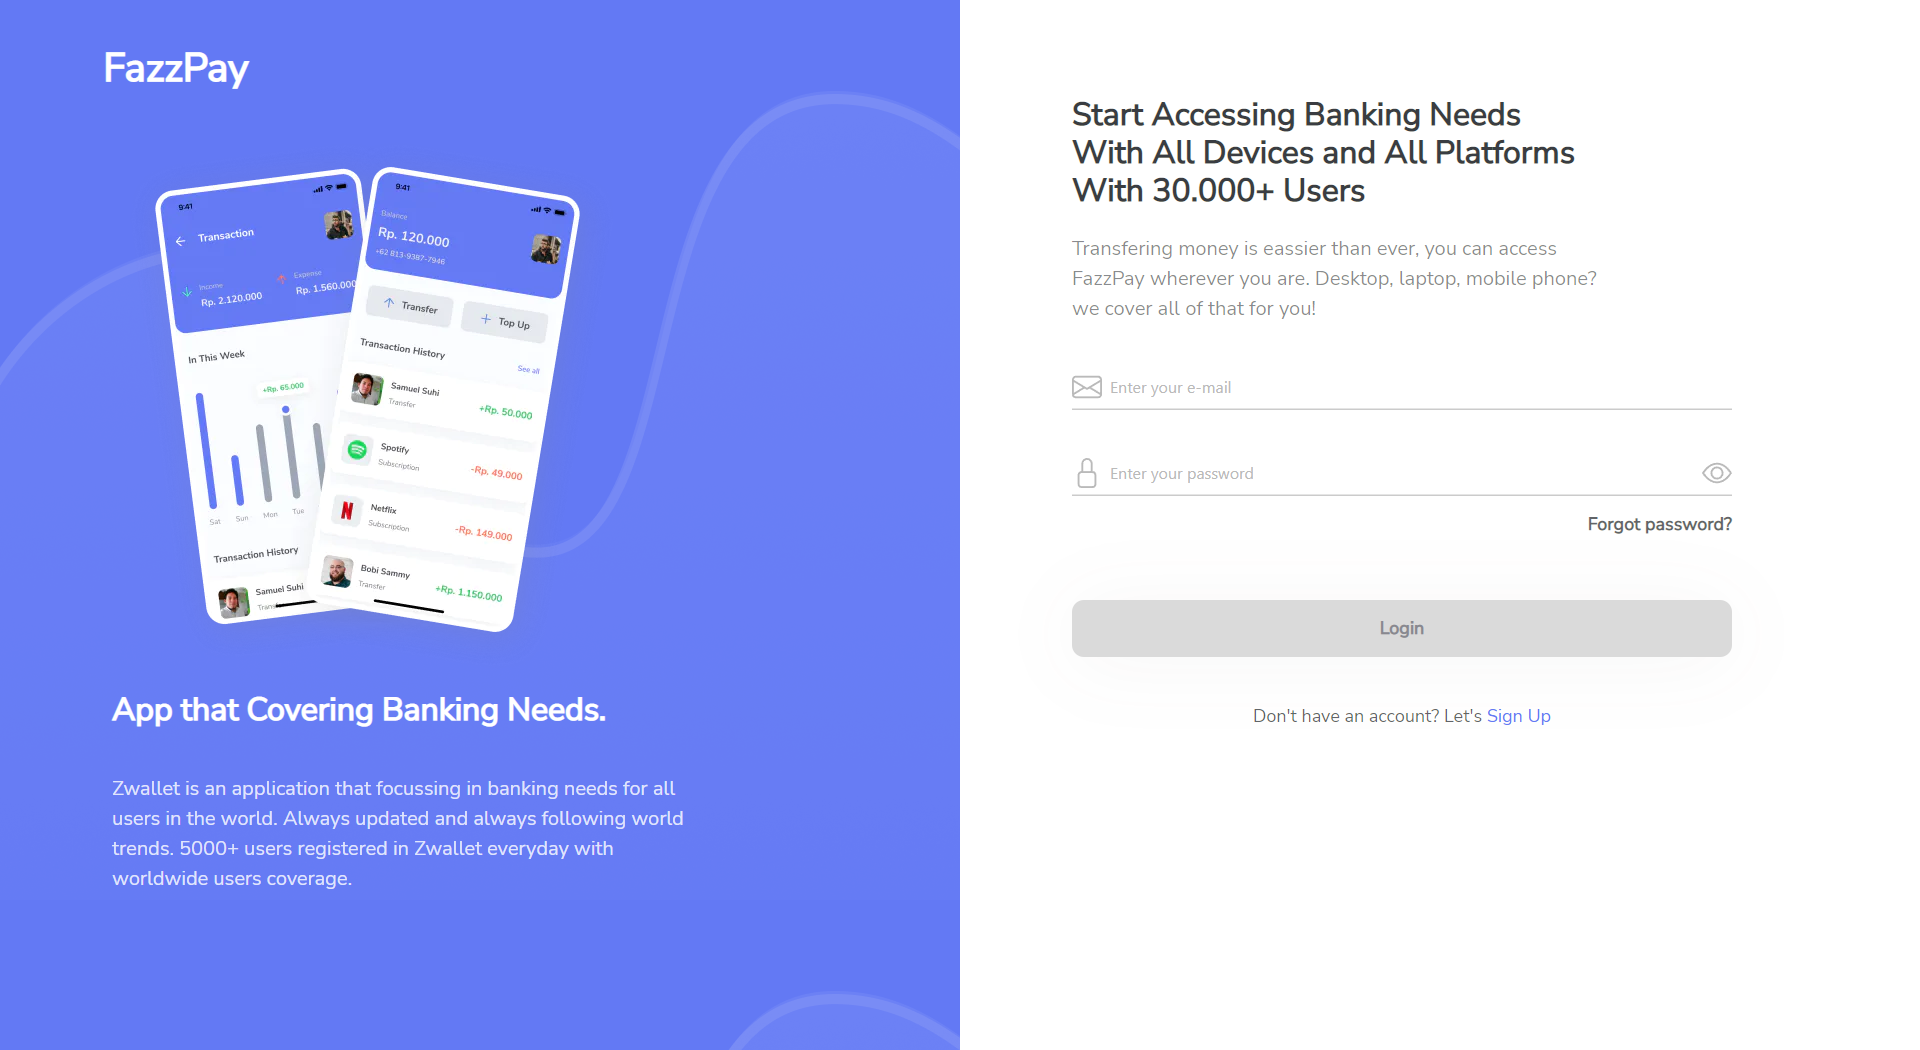 FazzPay
9:41
Transaction
Income
Rp. 2.120.000
Expense
Rp. 1.560.000
In This Week
+Rp. 65.000
Sat Sun Mon Tue
Transaction History
Samuel Suhi
9:41
Balance
Rp. 120.000
+62 813-9387-7946
Transfer
Top Up
Transaction History
See all
Samuel Suhi
Transfer
+Rp. 50.000
Spotify
Subscription
-Rp. 49.000
Netflix
Subscription
-Rp. 149.000
Bobi Sammy
Transfer
+Rp. 1.150.000
App that Covering Banking Needs.
Zwallet is an application that focussing in banking needs for all
users in the world. Always updated and always following world
trends. 5000+ users registered in Zwallet everyday with
worldwide users coverage.
Start Accessing Banking Needs
With All Devices and All Platforms
With 30.000+ Users
Transfering money is eassier than ever, you can access
FazzPay wherever you are. Desktop, laptop, mobile phone?
we cover all of that for you!
Enter your e-mail
Enter your password
Forgot password?
Login
Don't have an account? Let's Sign Up